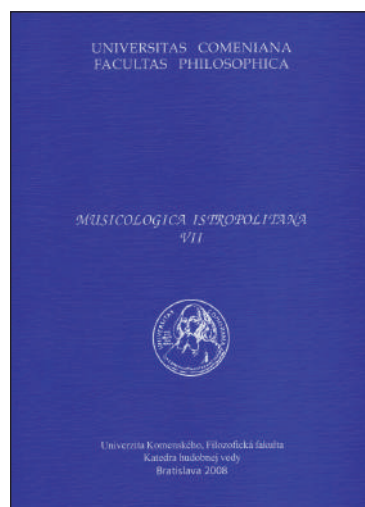 UNIVERSITAS COMENIANA
FACULTAS PHILOSOPHICA
MUSICOLOGICA ISTROPOLITANA
VII
Univerzita Komenského, Filozofická fakulta
Katedra hudobnej vedy
Bratislava 2008